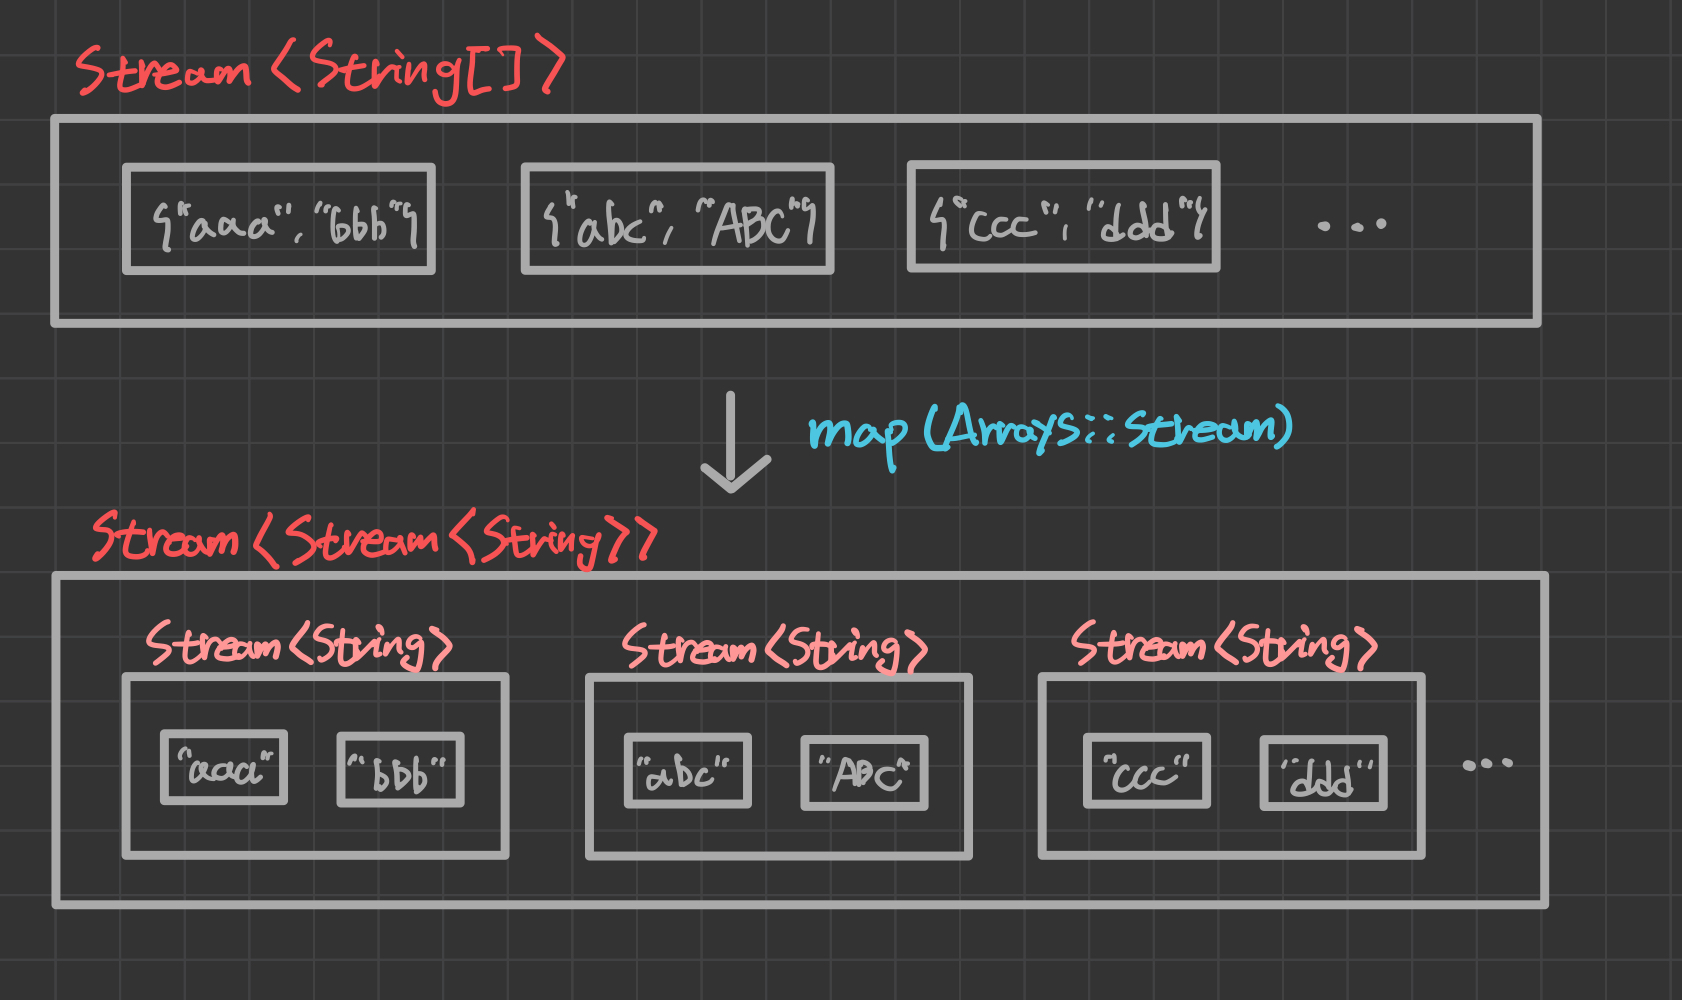 Stream<String[]>
{"aaa", "bbb"} {"abc", "ABC"} {"ccc", "ddd"} ...
map(Arrays::stream)
Stream<Stream<String>>
Stream<String> Stream<String> Stream<String>
"aaa" "bbb" "abc" "ABC" "ccc" "ddd" ...